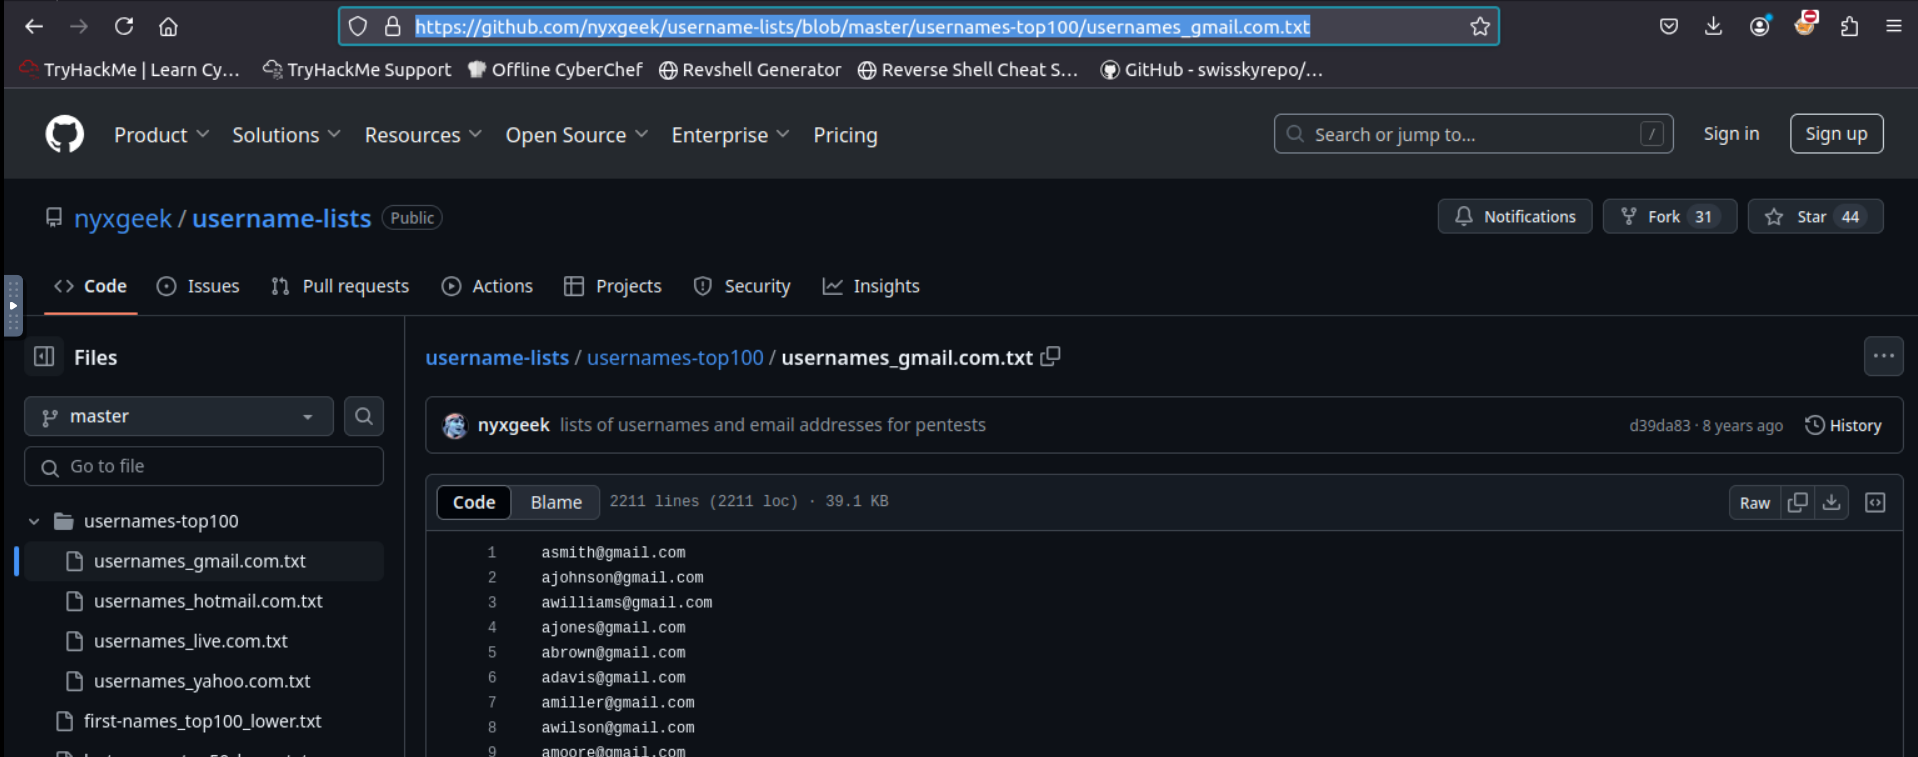 https://github.com/nyxgeek/username-lists/blob/master/usernames-top100/usernames_gmail.com.txt
TryHackMe | Learn Cy... TryHackMe Support Offline CyberChef Revshell Generator Reverse Shell Cheat S... GitHub - swisskyrepo/...
Product Solutions Resources Open Source Enterprise Pricing Search or jump to... / Sign in Sign up
nyxgeek / username-lists Public Notifications Fork 31 Star 44
Code Issues Pull requests Actions Projects Security Insights
Files
username-lists / usernames-top100 / usernames_gmail.com.txt
master
nyxgeek lists of usernames and email addresses for pentests d39da83 · 8 years ago History
Go to file
Code Blame 2211 lines (2211 loc) · 39.1 KB Raw
usernames-top100
usernames_gmail.com.txt
usernames_hotmail.com.txt
usernames_live.com.txt
usernames_yahoo.com.txt
first-names_top100_lower.txt
1 asmith@gmail.com
2 ajohnson@gmail.com
3 awilliams@gmail.com
4 ajones@gmail.com
5 abrown@gmail.com
6 adavis@gmail.com
7 amiller@gmail.com
8 awilson@gmail.com
9 amoore@gmail.com